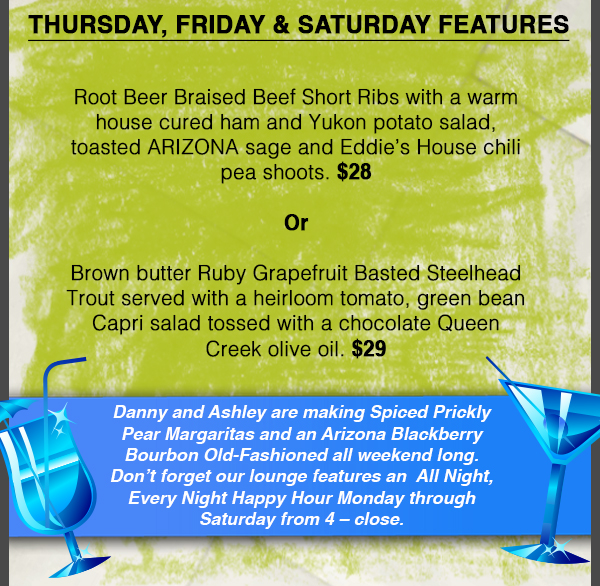 THURSDAY, FRIDAY & SATURDAY FEATURES
Root Beer Braised Beef Short Ribs with a warm
house cured ham and Yukon potato salad,
toasted ARIZONA sage and Eddie's House chili
pea shoots. $28
Or
Brown butter Ruby Grapefruit Basted Steelhead
Trout served with a heirloom tomato, green bean
Capri salad tossed with a chocolate Queen
Creek olive oil. $29
Danny and Ashley are making Spiced Prickly
Pear Margaritas and an Arizona Blackberry
Bourbon Old-Fashioned all weekend long.
Don't forget our lounge features an  All Night,
Every Night Happy Hour Monday through
Saturday from 4 – close.